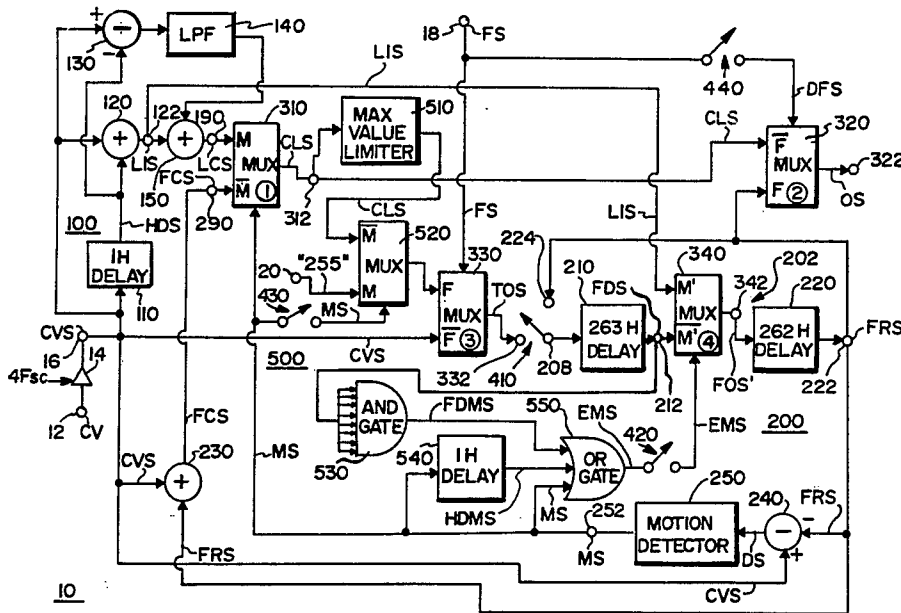 +
−
130
LPF
140
18
FS
−
120
+
122
190
310
LIS
440
DFS
LIS
150
LCS
M
MUX
M̅ ①
CLS
MAX
VALUE
LIMITER
510
CLS
320
F̅
MUX
F ②
322
OS
FCS
290
312
100
HDS
1H
DELAY
110
CLS
FS
LIS
M̅
520
MUX
M
20
"255"
430
MS
330
F
MUX
F̅ ③
TOS
224
210
FDS
263 H
DELAY
340
M'
MUX
M̅' ④
342
202
220
262 H
DELAY
FRS
CVS
16
14
4Fsc
12
CV
500
CVS
332
410
208
212
FOS'
222
FCS
MS
AND
GATE
530
FDMS
550
EMS
420
EMS
200
540
1H
DELAY
OR
GATE
CVS
230
+
HDMS
MS
252
MS
250
MOTION
DETECTOR
240
−
−
+
DS
FRS
FRS
CVS
10